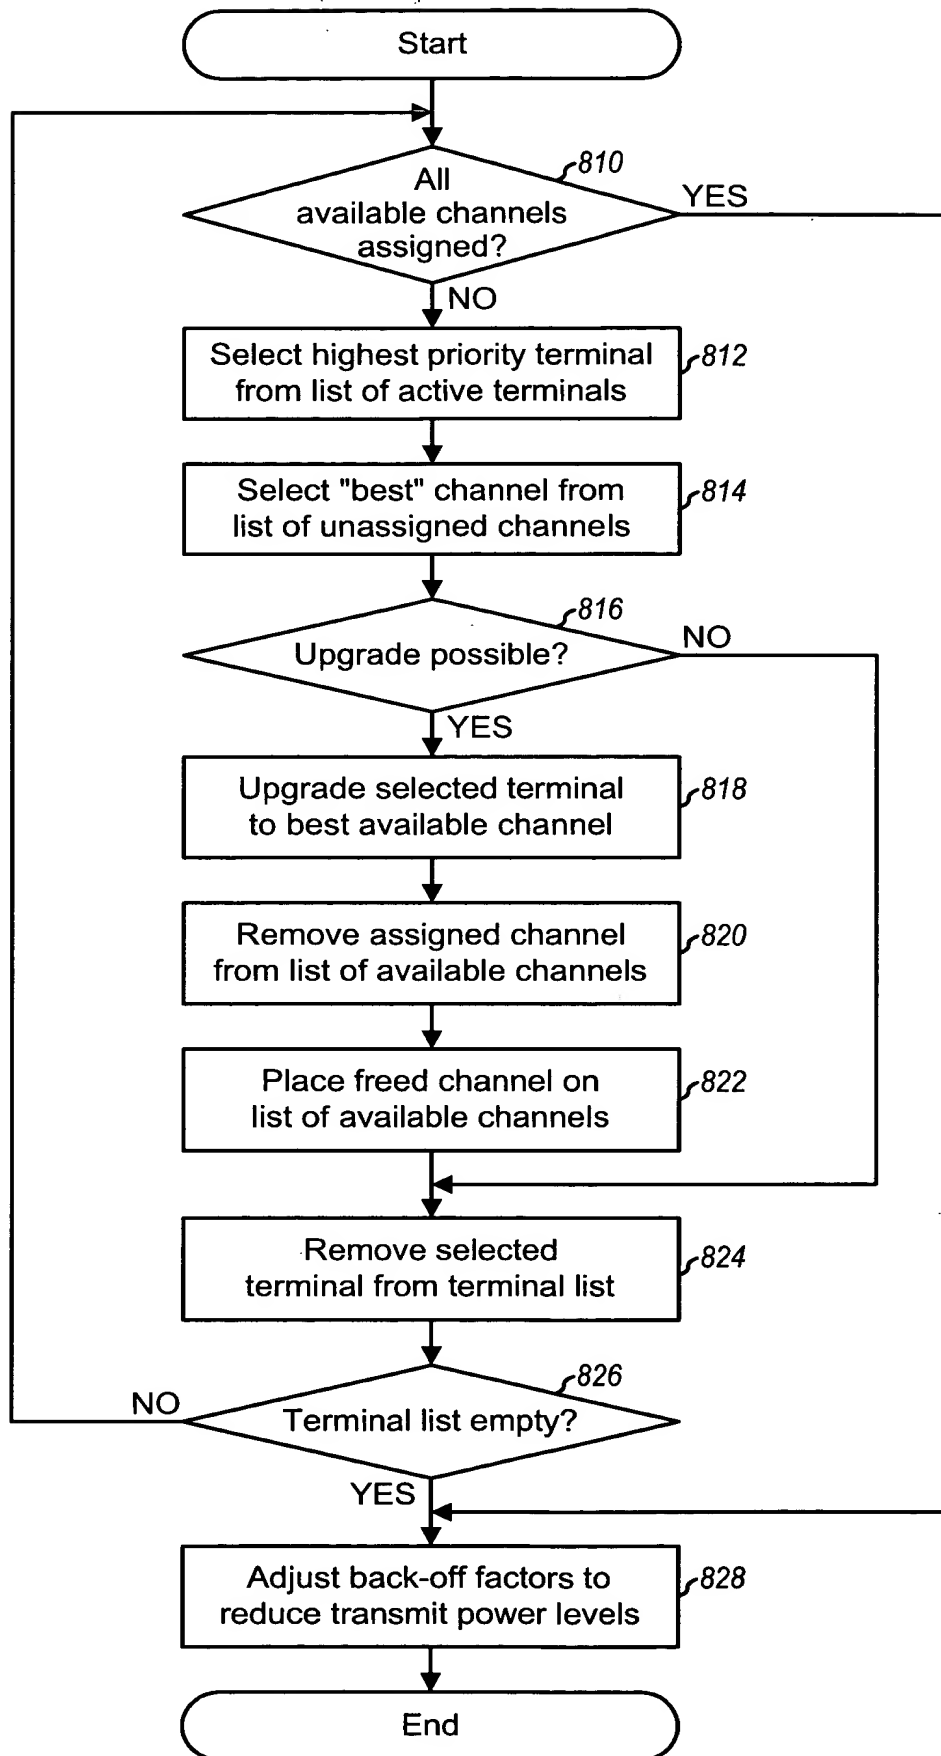 Start
810
All
available channels
assigned?
YES
NO
Select highest priority terminal
from list of active terminals
812
Select "best" channel from
list of unassigned channels
814
816
Upgrade possible?
NO
YES
Upgrade selected terminal
to best available channel
818
Remove assigned channel
from list of available channels
820
Place freed channel on
list of available channels
822
Remove selected
terminal from terminal list
824
826
NO
Terminal list empty?
YES
Adjust back-off factors to
reduce transmit power levels
828
End